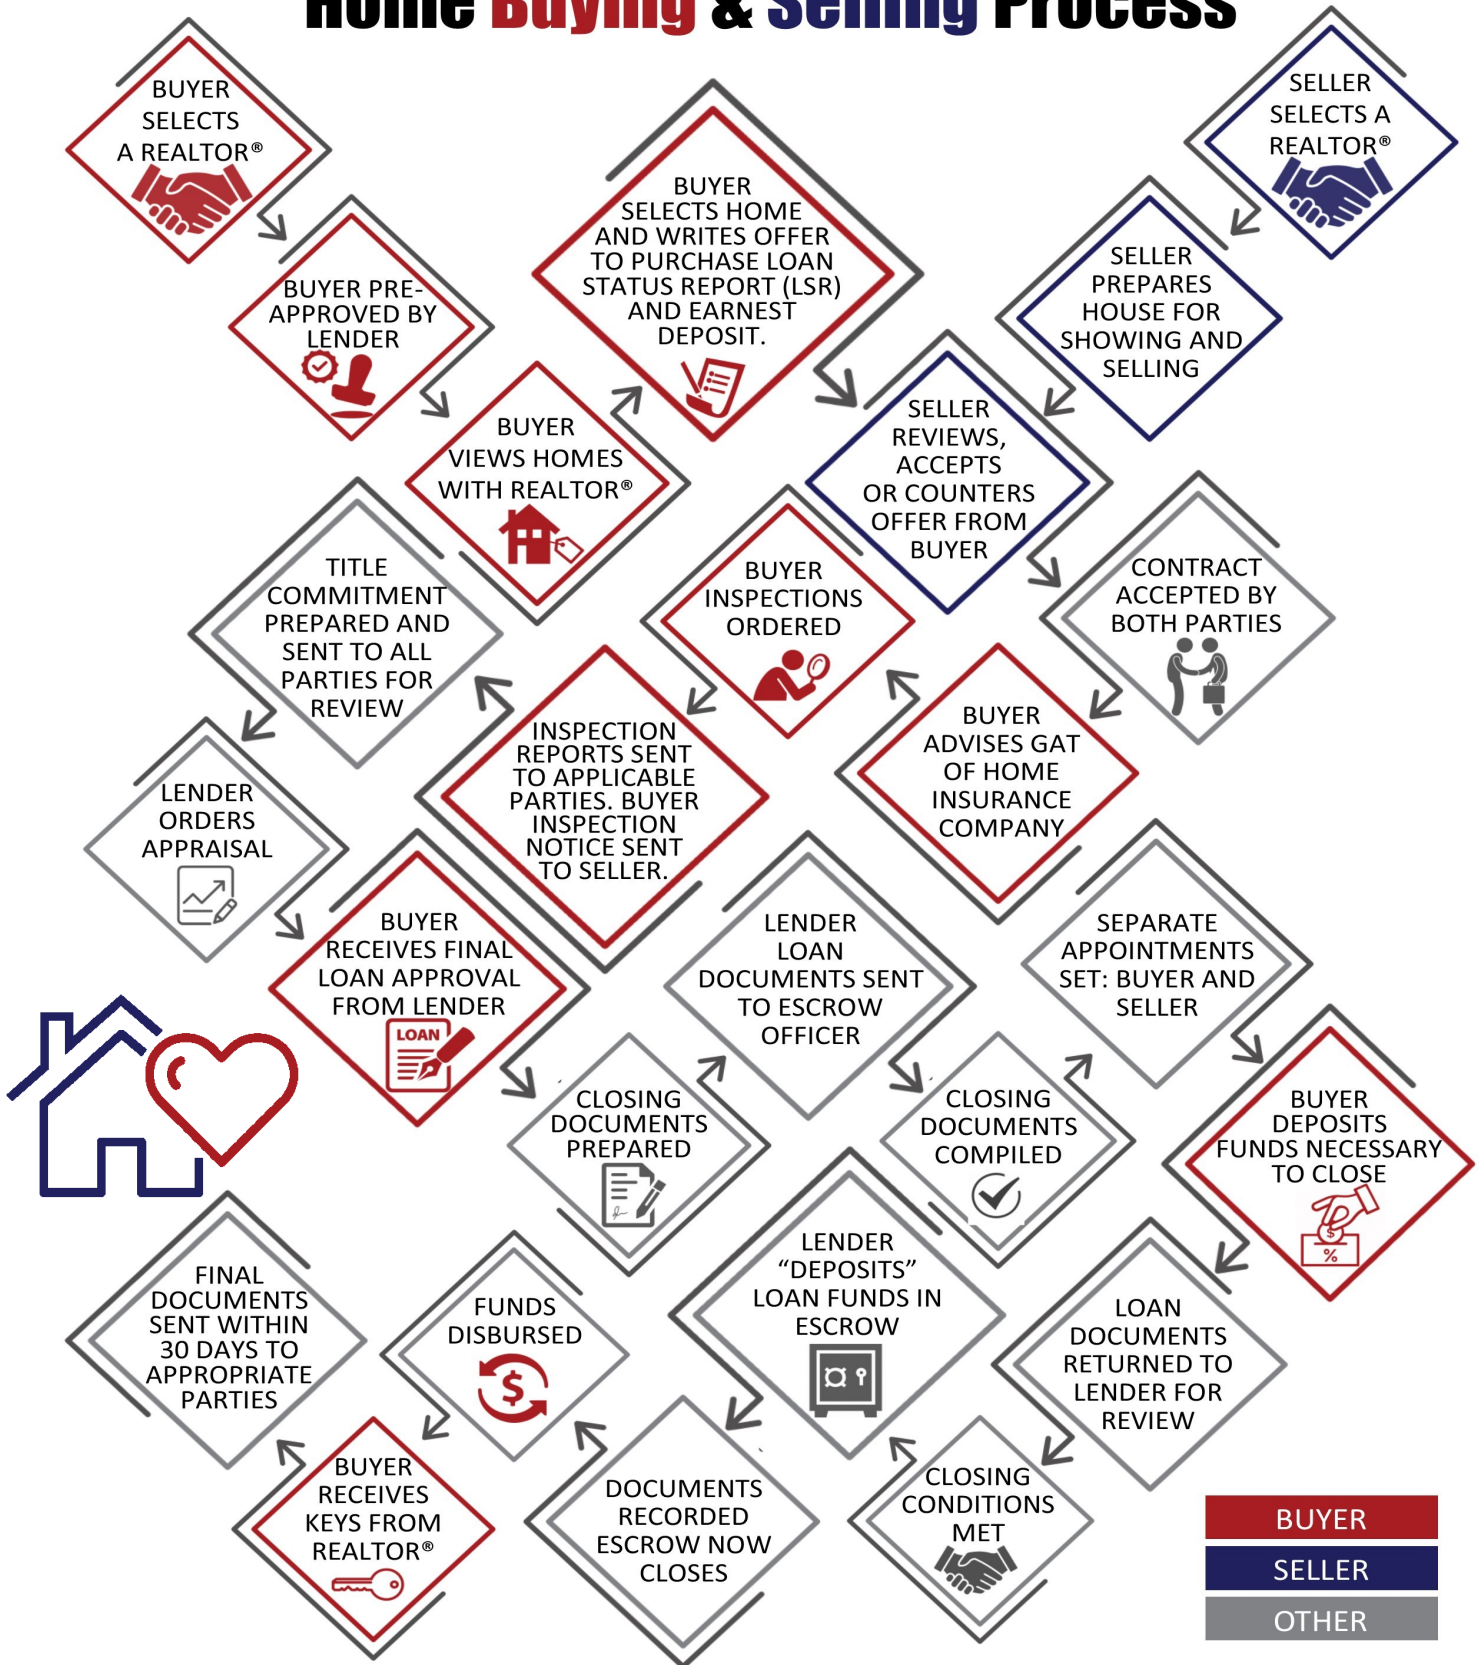 Home Buying & Selling Process
BUYER
SELECTS
A REALTOR®
SELLER
SELECTS A
REALTOR®
BUYER PRE-
APPROVED BY
LENDER
BUYER
SELECTS HOME
AND WRITES OFFER
TO PURCHASE LOAN
STATUS REPORT (LSR)
AND EARNEST
DEPOSIT.
SELLER
PREPARES
HOUSE FOR
SHOWING AND
SELLING
BUYER
VIEWS HOMES
WITH REALTOR®
SELLER
REVIEWS,
ACCEPTS
OR COUNTERS
OFFER FROM
BUYER
CONTRACT
ACCEPTED BY
BOTH PARTIES
BUYER
ADVISES GAT
OF HOME
INSURANCE
COMPANY
BUYER
INSPECTIONS
ORDERED
INSPECTION
REPORTS SENT
TO APPLICABLE
PARTIES. BUYER
INSPECTION
NOTICE SENT
TO SELLER.
TITLE
COMMITMENT
PREPARED AND
SENT TO ALL
PARTIES FOR
REVIEW
LENDER
ORDERS
APPRAISAL
BUYER
RECEIVES FINAL
LOAN APPROVAL
FROM LENDER
LOAN
CLOSING
DOCUMENTS
PREPARED
LENDER
LOAN
DOCUMENTS SENT
TO ESCROW
OFFICER
CLOSING
DOCUMENTS
COMPILED
SEPARATE
APPOINTMENTS
SET: BUYER AND
SELLER
BUYER
DEPOSITS
FUNDS NECESSARY
TO CLOSE
$
%
LOAN
DOCUMENTS
RETURNED TO
LENDER FOR
REVIEW
CLOSING
CONDITIONS
MET
LENDER
“DEPOSITS”
LOAN FUNDS IN
ESCROW
DOCUMENTS
RECORDED
ESCROW NOW
CLOSES
FUNDS
DISBURSED
$
BUYER
RECEIVES
KEYS FROM
REALTOR®
FINAL
DOCUMENTS
SENT WITHIN
30 DAYS TO
APPROPRIATE
PARTIES
BUYER
SELLER
OTHER